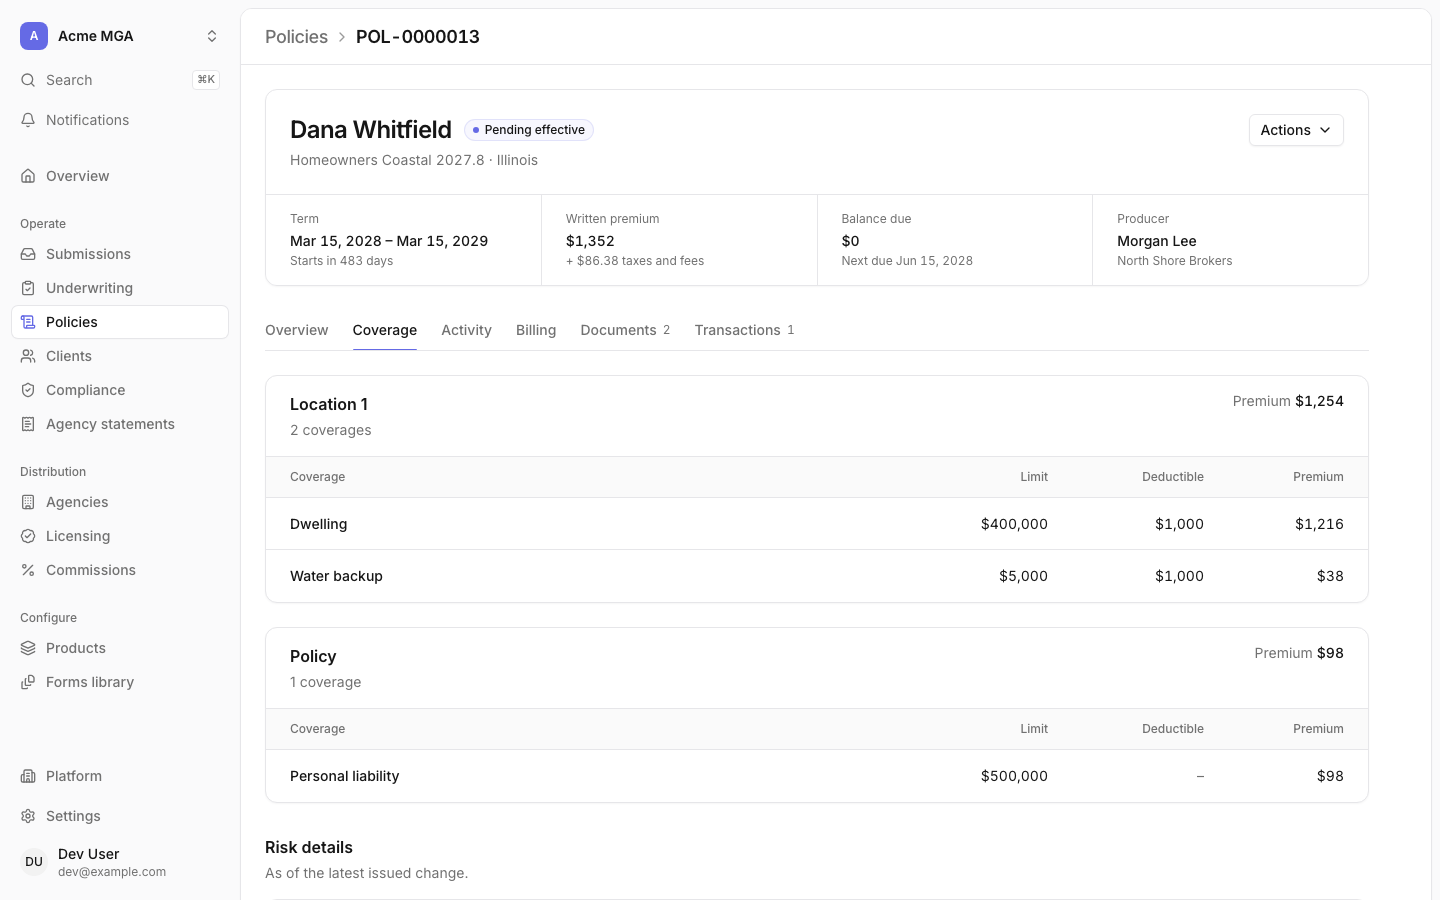 A Acme MGA
Search ⌘K
Notifications
Overview
Operate
Submissions
Underwriting
Policies
Clients
Compliance
Agency statements
Distribution
Agencies
Licensing
Commissions
Configure
Products
Forms library
Platform
Settings
DU Dev User
dev@example.com
Policies > POL-0000013
Dana Whitfield Pending effective Actions
Homeowners Coastal 2027.8 · Illinois
Term Written premium Balance due Producer
Mar 15, 2028 – Mar 15, 2029 $1,352 $0 Morgan Lee
Starts in 483 days + $86.38 taxes and fees Next due Jun 15, 2028 North Shore Brokers
Overview Coverage Activity Billing Documents 2 Transactions 1
Location 1 Premium $1,254
2 coverages
Coverage Limit Deductible Premium
Dwelling $400,000 $1,000 $1,216
Water backup $5,000 $1,000 $38
Policy Premium $98
1 coverage
Coverage Limit Deductible Premium
Personal liability $500,000 – $98
Risk details
As of the latest issued change.